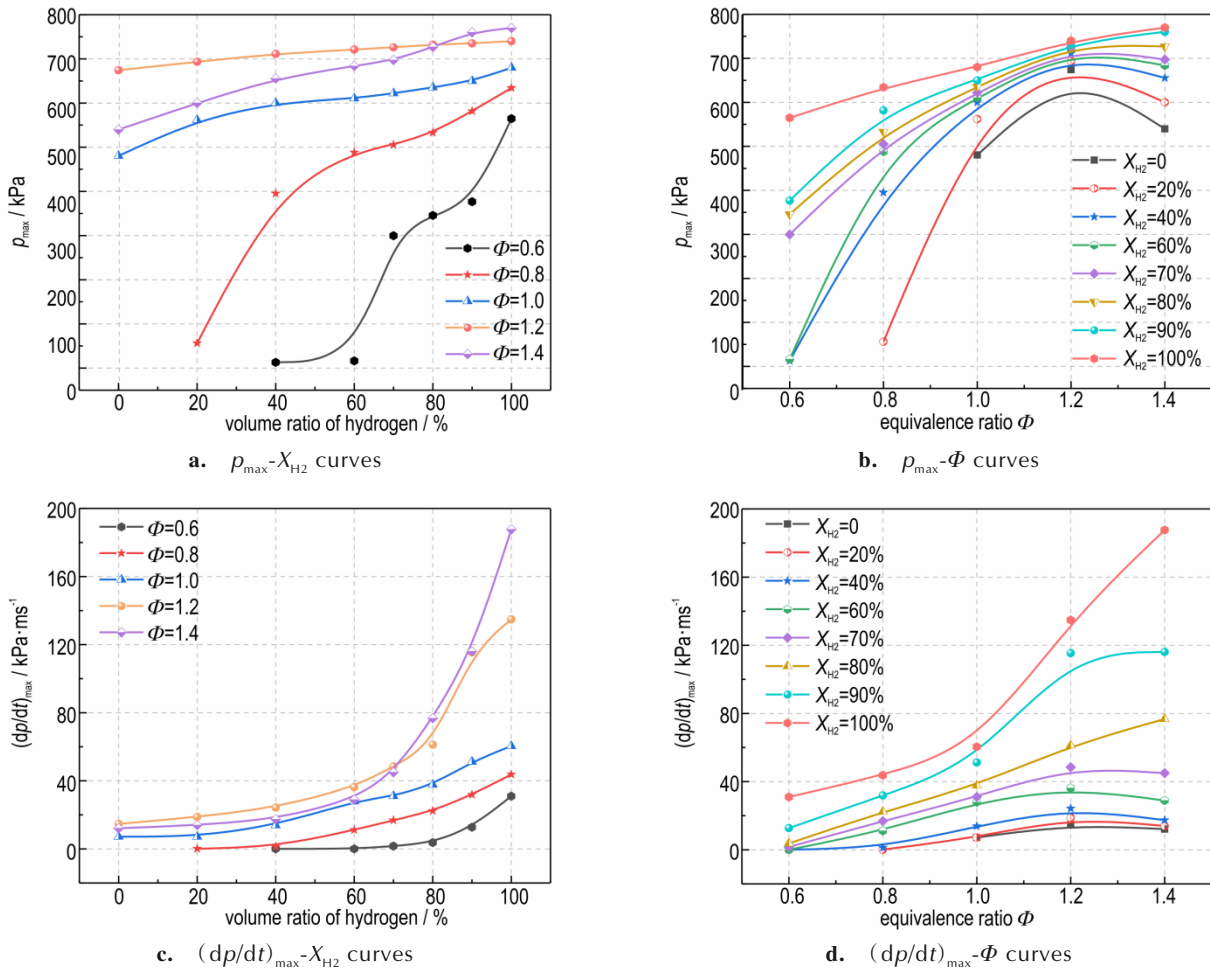 800
700
600
500
400
300
200
100
0
p_max / kPa
Φ=0.6
Φ=0.8
Φ=1.0
Φ=1.2
Φ=1.4
0 20 40 60 80 100
volume ratio of hydrogen / %
a. p_max-X_H2 curves
800
700
600
500
400
300
200
100
0
p_max / kPa
X_H2=0
X_H2=20%
X_H2=40%
X_H2=60%
X_H2=70%
X_H2=80%
X_H2=90%
X_H2=100%
0.6 0.8 1.0 1.2 1.4
equivalence ratio Φ
b. p_max-Φ curves
200
160
120
80
40
0
(dp/dt)_max / kPa·ms⁻¹
Φ=0.6
Φ=0.8
Φ=1.0
Φ=1.2
Φ=1.4
0 20 40 60 80 100
volume ratio of hydrogen / %
c. (dp/dt)_max-X_H2 curves
200
160
120
80
40
0
(dp/dt)_max / kPa·ms⁻¹
X_H2=0
X_H2=20%
X_H2=40%
X_H2=60%
X_H2=70%
X_H2=80%
X_H2=90%
X_H2=100%
0.6 0.8 1.0 1.2 1.4
equivalence ratio Φ
d. (dp/dt)_max-Φ curves